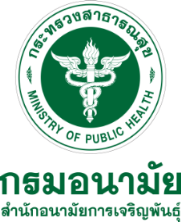 กระทรวงสาธารณสุข
MINISTRY OF PUBLIC HEALTH
กรมอนามัย
สำนักอนามัยการเจริญพันธุ์